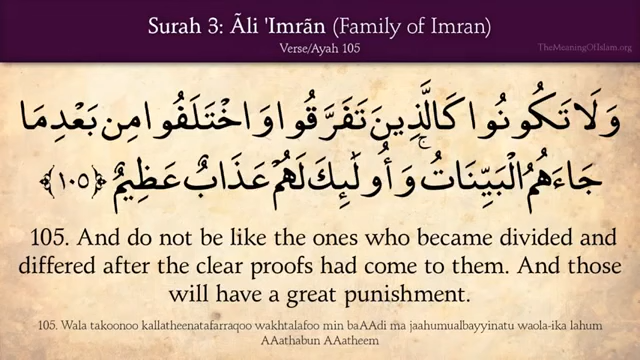 Surah 3: Ãli 'Imrãn (Family of Imran)
Verse/Ayah 105
TheMeaningOfIslam.org
وَلَا تَكُونُوا كَالَّذِينَ تَفَرَّقُوا وَاخْتَلَفُوا مِن بَعْدِ مَا
جَاءَهُمُ الْبَيِّنَاتُ ۚ وَأُولَٰئِكَ لَهُمْ عَذَابٌ عَظِيمٌ ﴿١٠٥﴾
105. And do not be like the ones who became divided and
differed after the clear proofs had come to them. And those
will have a great punishment.
105. Wala takoonoo kallatheenatafarraqoo wakhtalafoo min baAAdi ma jaahumualbayyinatu waola-ika lahum
AAathabun AAatheem